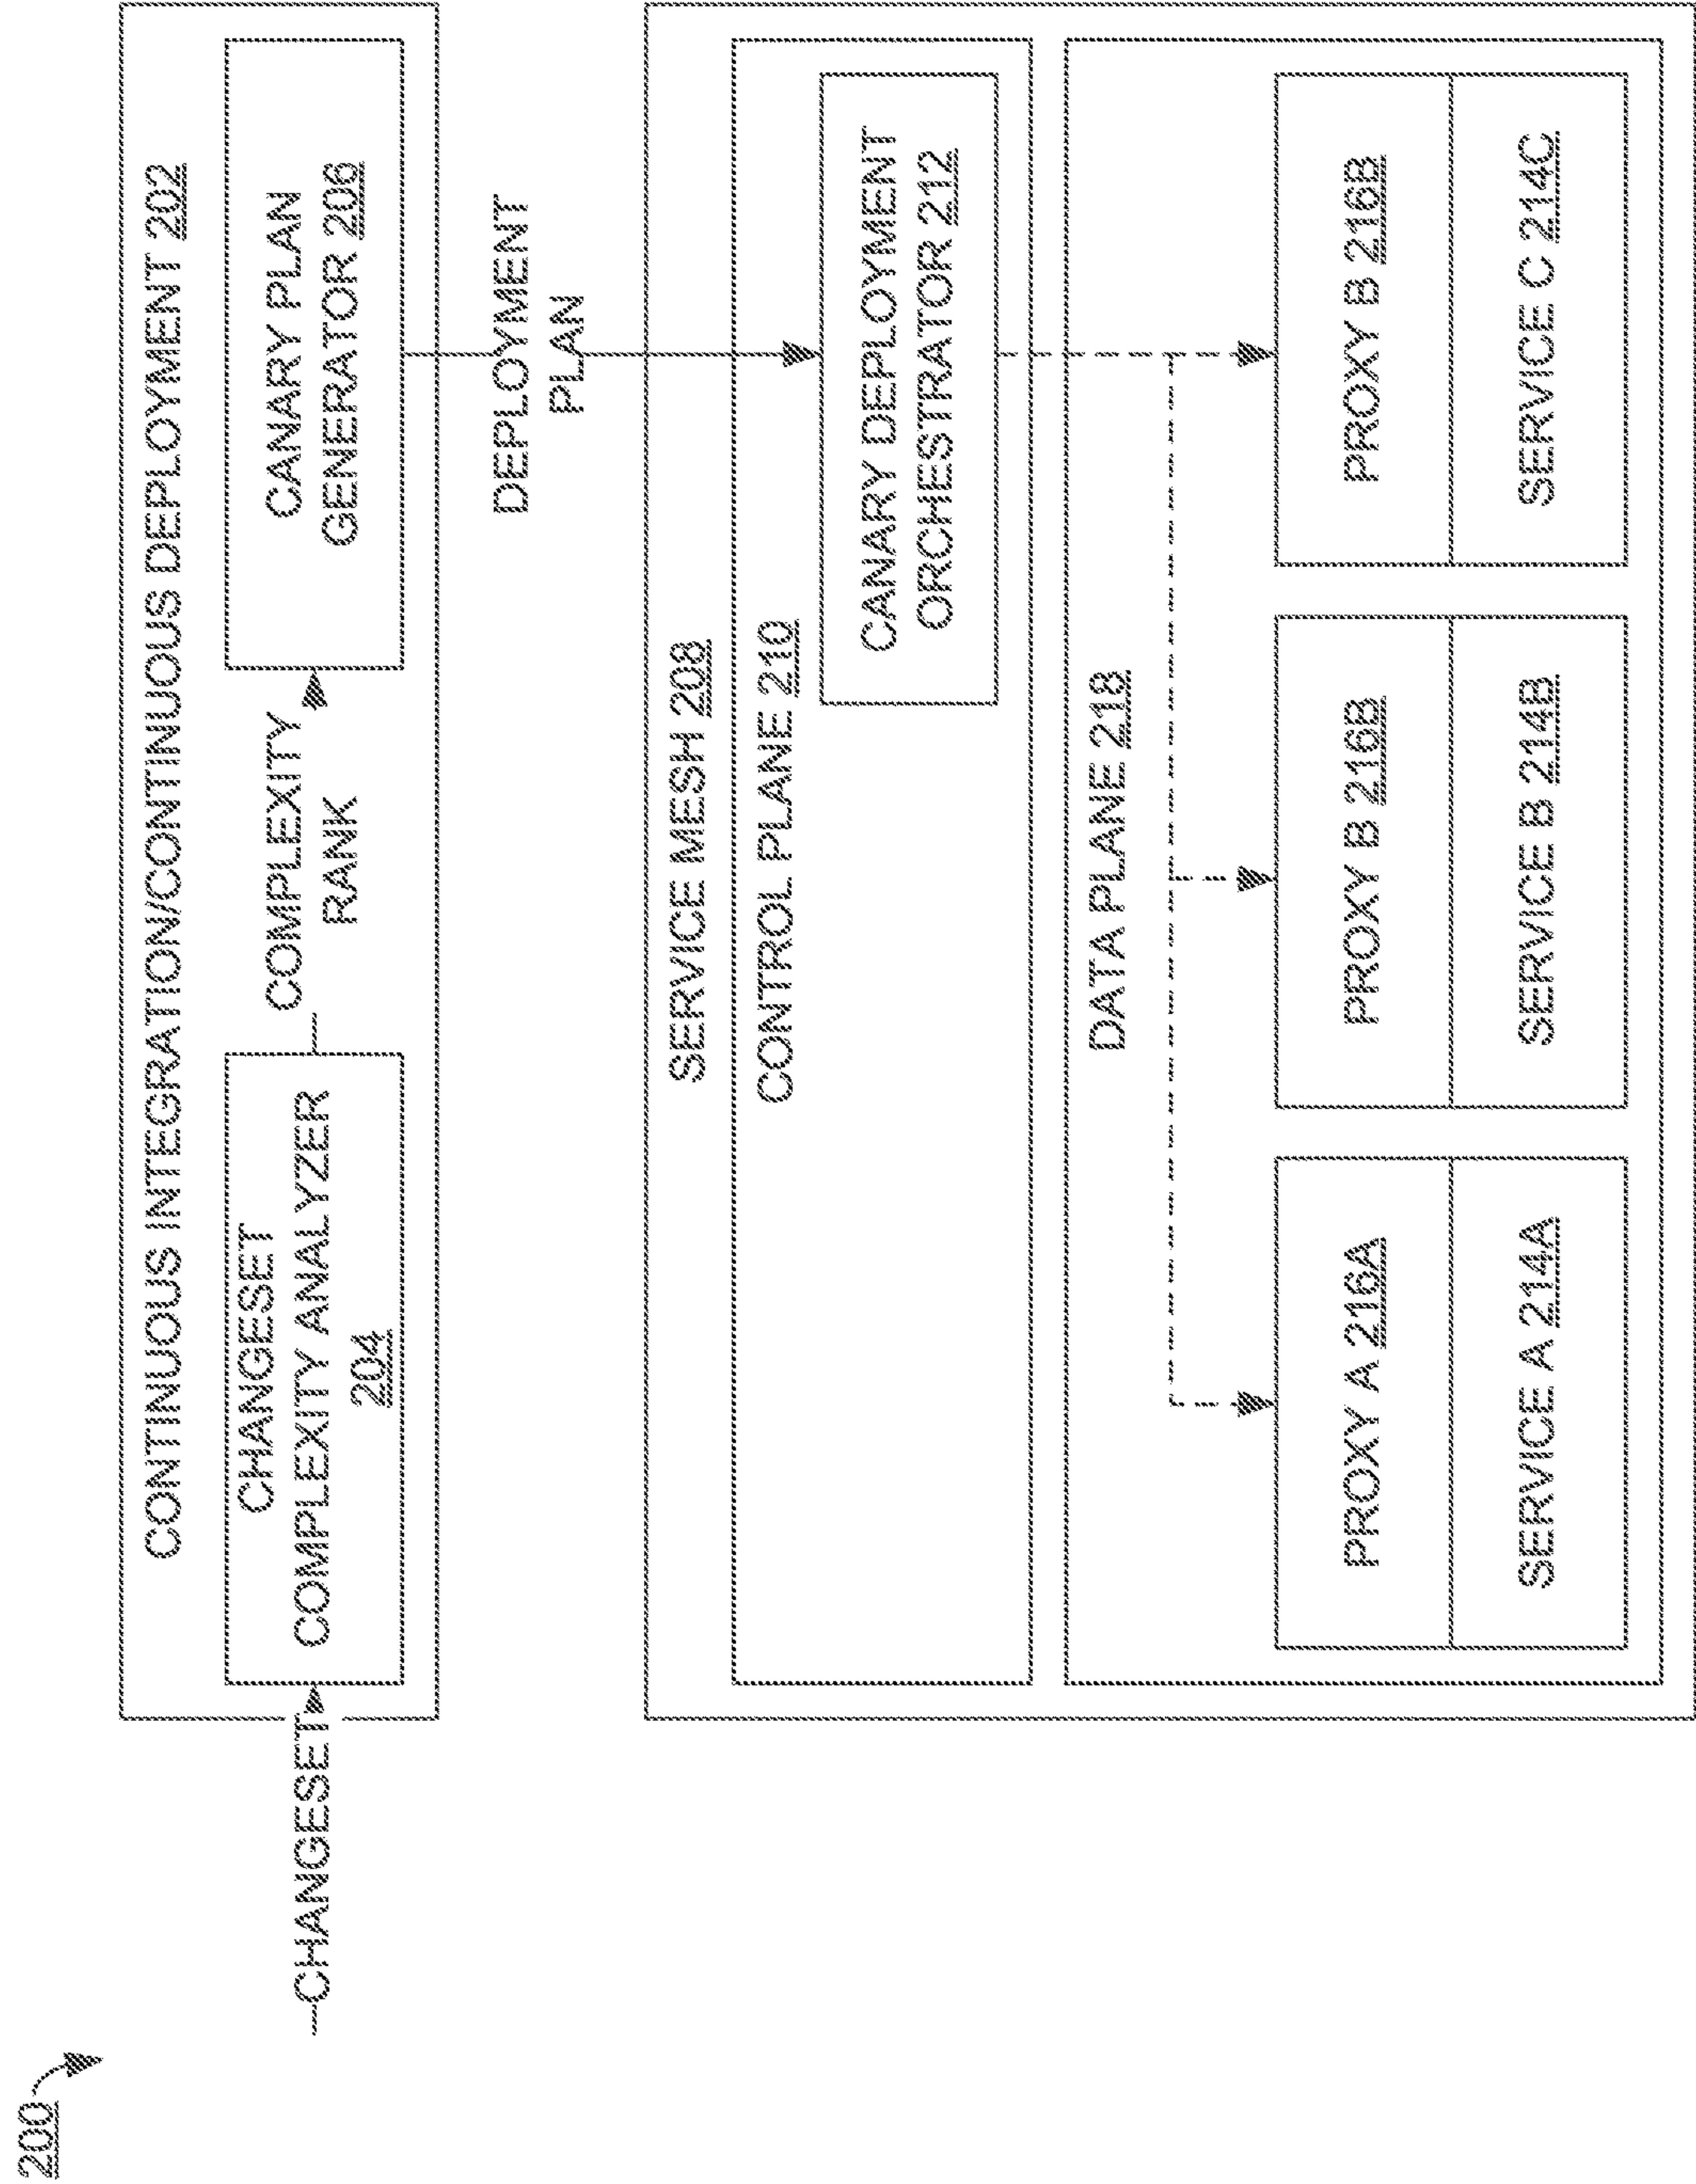 200
CHANGESET
CONTINUOUS INTEGRATION/CONTINUOUS DEPLOYMENT 202
CHANGESET
COMPLEXITY ANALYZER
204
COMPLEXITY
RANK
CANARY PLAN
GENERATOR 206
DEPLOYMENT
PLAN
SERVICE MESH 208
CONTROL PLANE 210
CANARY DEPLOYMENT
ORCHESTRATOR 212
DATA PLANE 218
PROXY A 216A
SERVICE A 214A
PROXY B 216B
SERVICE B 214B
PROXY B 216B
SERVICE C 214C